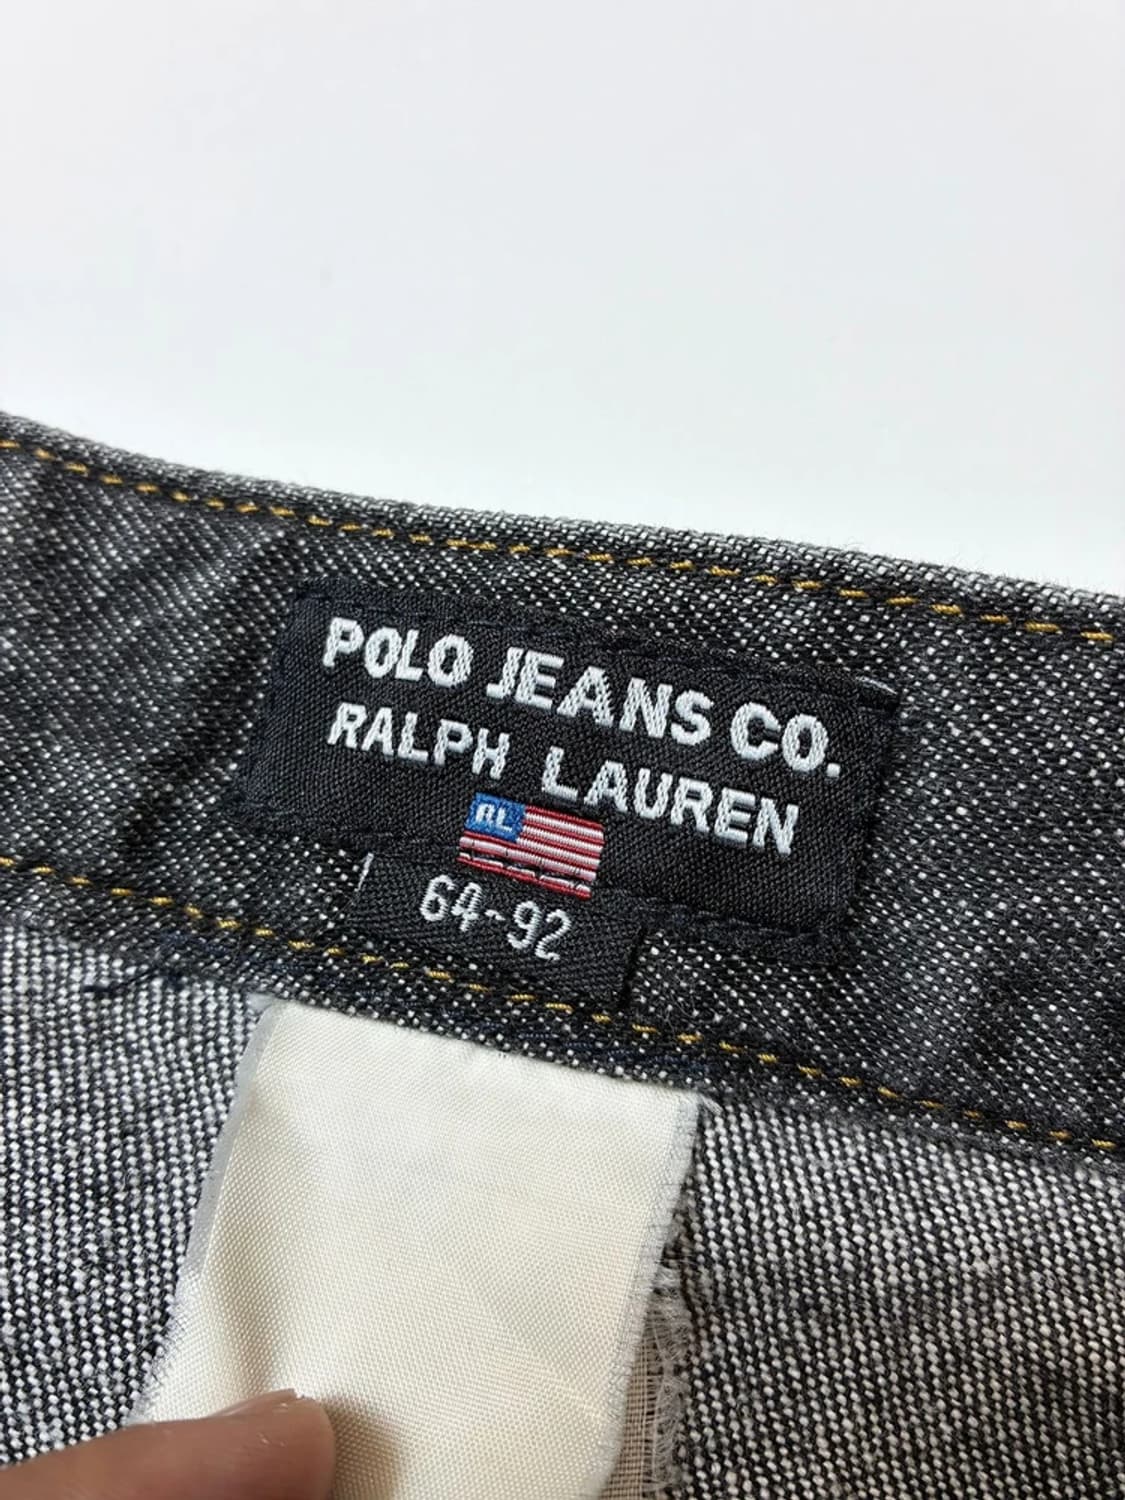 POLO JEANS CO.
RALPH LAUREN
RL
64-92